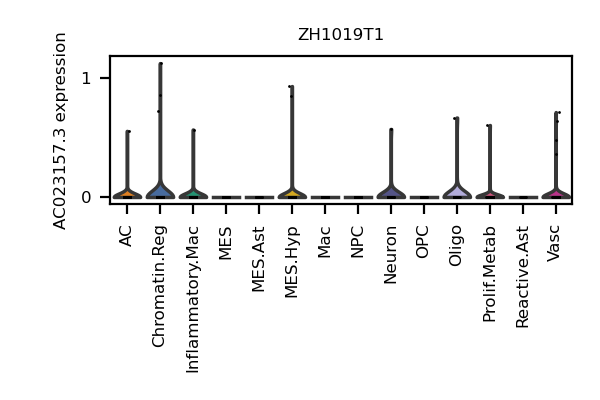 ZH1019T1
AC023157.3 expression
1
0
AC
Chromatin.Reg
Inflammatory.Mac
MES
MES.Ast
MES.Hyp
Mac
NPC
Neuron
OPC
Oligo
Prolif.Metab
Reactive.Ast
Vasc